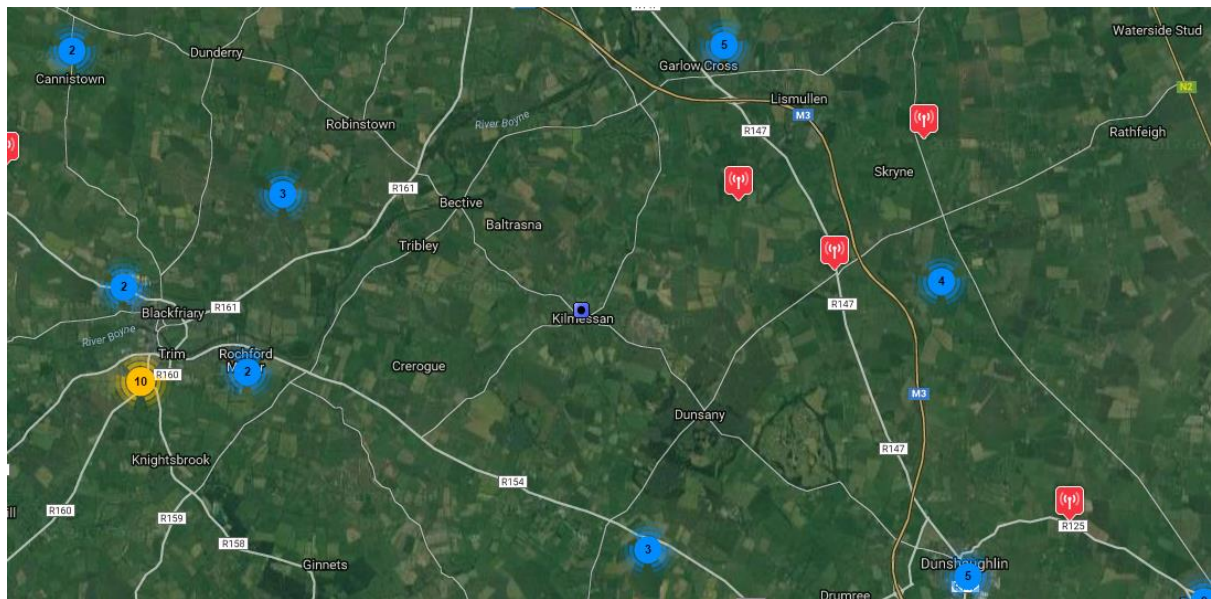 Waterside Stud
2
5
Dunderry
Garlow Cross
Cannistown
N2
Lismullen
M3
Robinstown
River Boyne
R147
Rathfeigh
Skryne
R161
3
Bective
Baltrasna
Tribley
4
2
R147
R161
Blackfriary
Kilmessan
River Boyne
Trim
Rochford
2
10
R160
Crerogue
M3
Dunsany
R147
Knightsbrook
R154
R160
R159
R125
R158
3
Ginnets
Dunshaughlin
5
Drumree